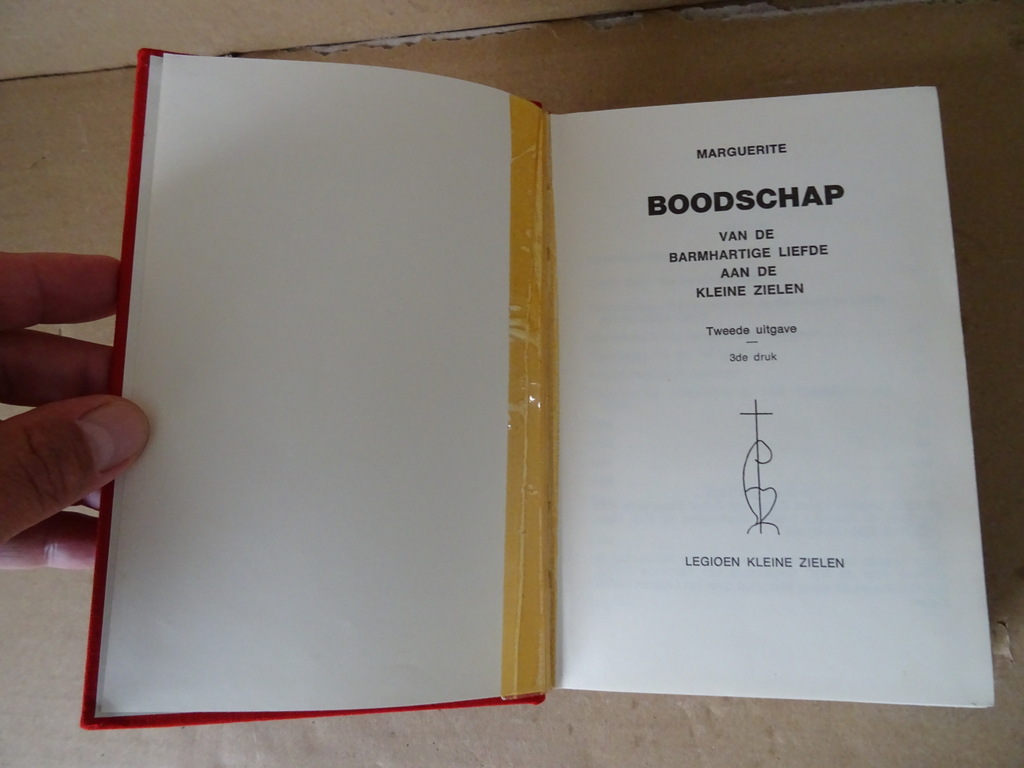 MARGUERITE
BOODSCHAP
VAN DE
BARMHARTIGE LIEFDE
AAN DE
KLEINE ZIELEN
Tweede uitgave
3de druk
LEGIOEN KLEINE ZIELEN